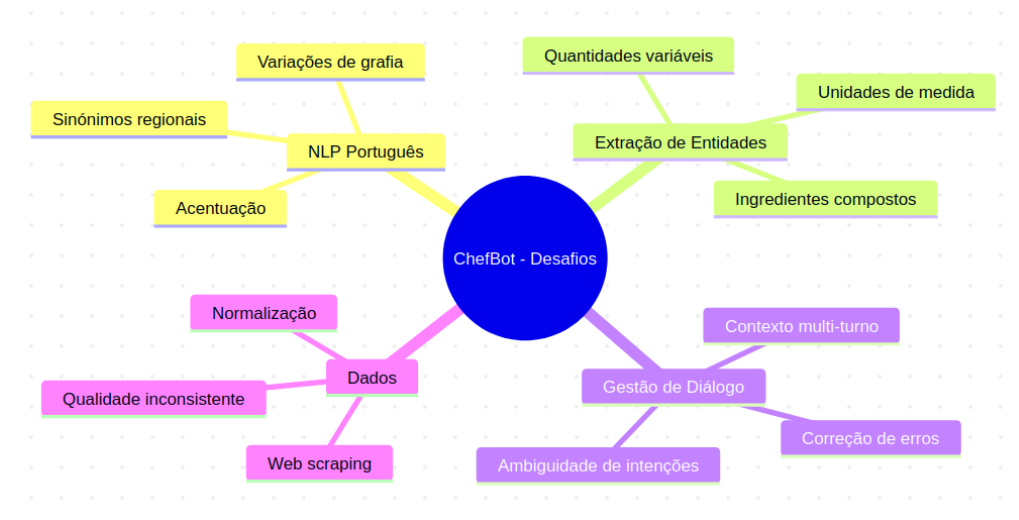 Variações de grafia
Sinónimos regionais
NLP Português
Acentuação
Quantidades variáveis
Unidades de medida
Extração de Entidades
Ingredientes compostos
ChefBot - Desafios
Normalização
Dados
Qualidade inconsistente
Web scraping
Contexto multi-turno
Gestão de Diálogo
Correção de erros
Ambiguidade de intenções